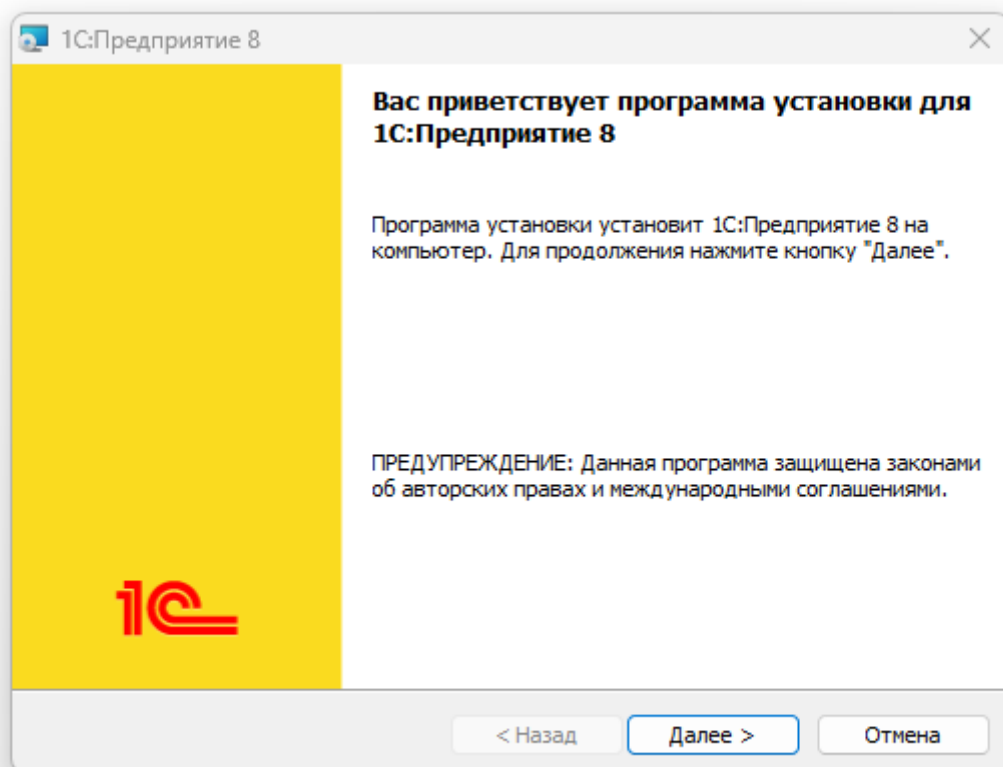 1С:Предприятие 8
Вас приветствует программа установки для
1С:Предприятие 8
Программа установки установит 1С:Предприятие 8 на
компьютер. Для продолжения нажмите кнопку "Далее".
ПРЕДУПРЕЖДЕНИЕ: Данная программа защищена законами
об авторских правах и международными соглашениями.
1С
< Назад
Далее >
Отмена